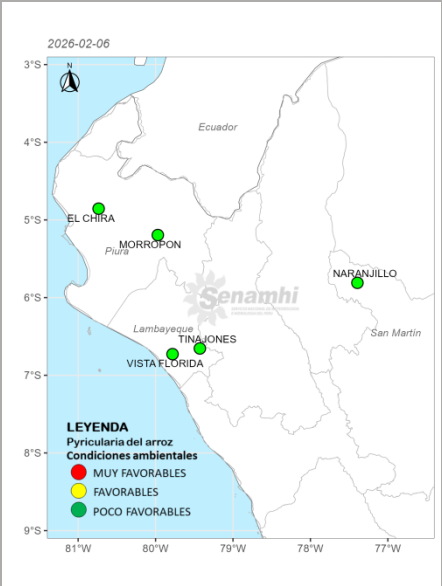 2026-02-06
N
3°S
Ecuador
4°S
5°S
EL CHIRA
MORROPON
Piura
NARANJILLO
6°S
Senamhi
Lambayeque
San Martin
TINAJONES
VISTA FLORIDA
7°S
LEYENDA
Pyricularia del arroz
Condiciones ambientales
8°S
MUY FAVORABLES
FAVORABLES
POCO FAVORABLES
9°S
81°W 80°W 79°W 78°W 77°W